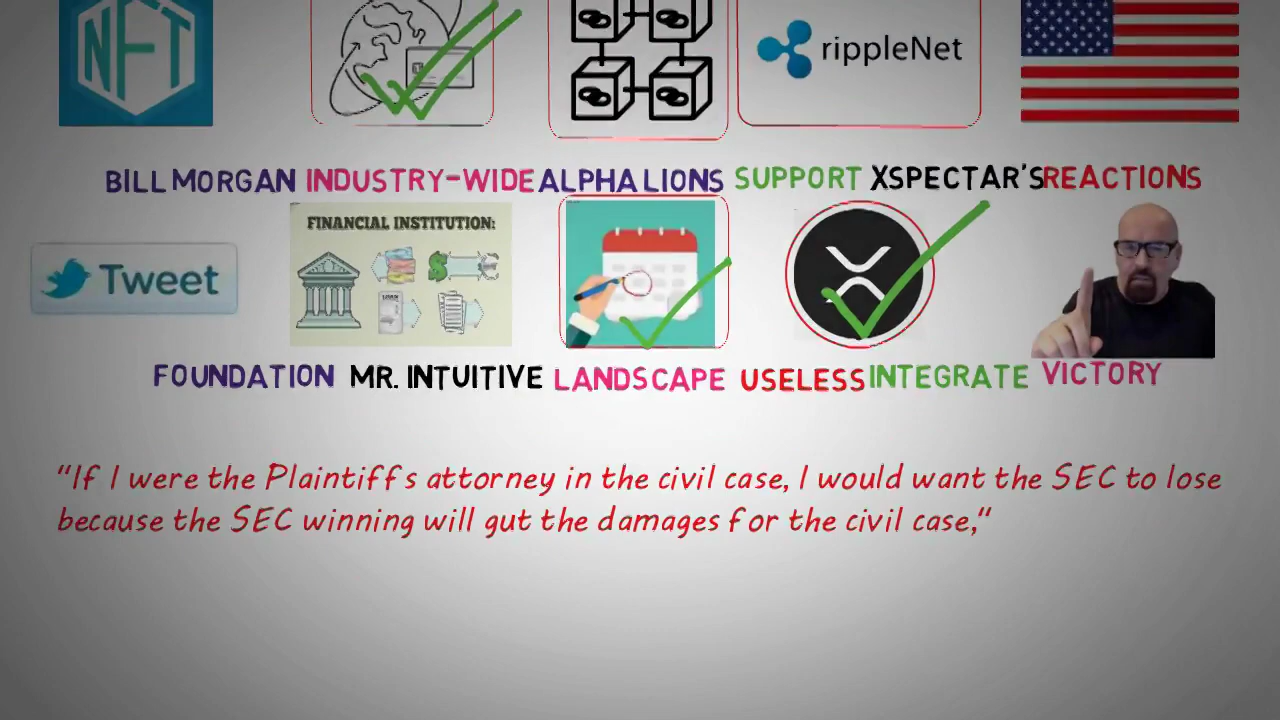 NFT
rippleNet
BILL MORGAN INDUSTRY-WIDE ALPHA LIONS SUPPORT XSPECTAR'S REACTIONS
Tweet
FINANCIAL INSTITUTION:
LOAN
FOUNDATION MR. INTUITIVE LANDSCAPE USELESS INTEGRATE VICTORY
“If I were the Plaintiffs attorney in the civil case, I would want the SEC to lose
because the SEC winning will gut the damages for the civil case,“